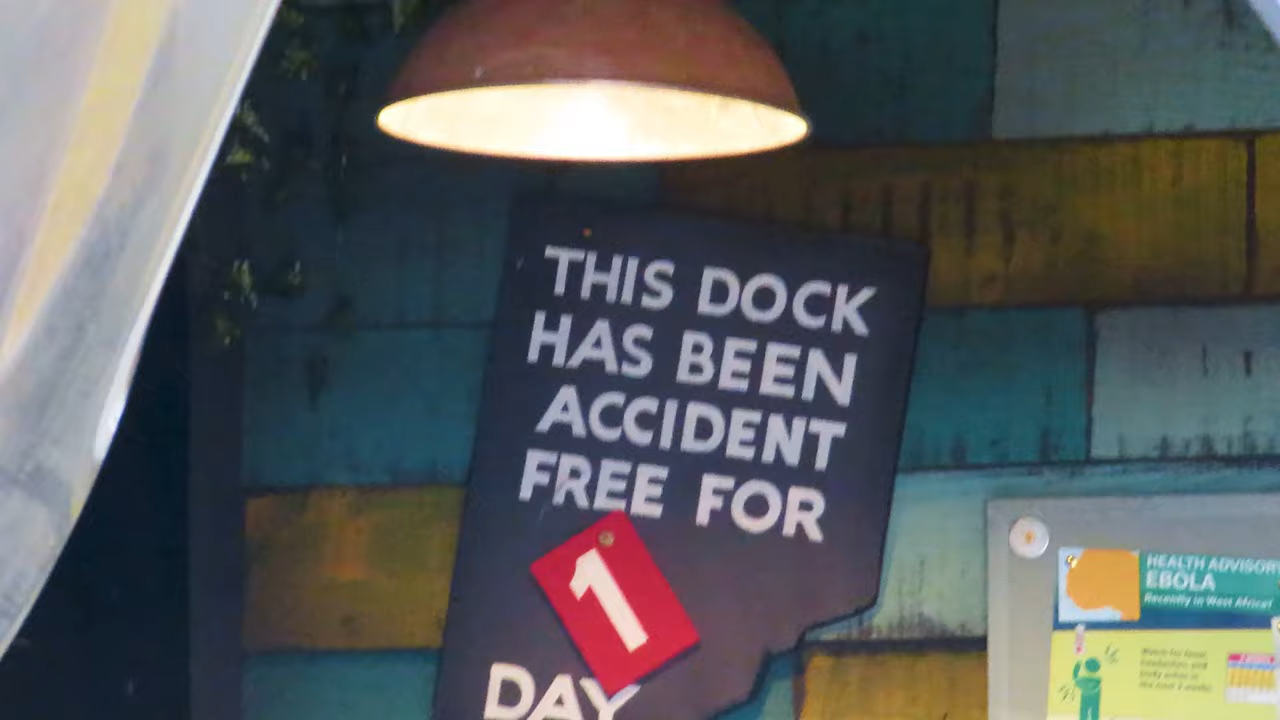 THIS DOCK
HAS BEEN
ACCIDENT
FREE FOR
1
DAY
HEALTH ADVISORY
EBOLA
Recently in West Africa?